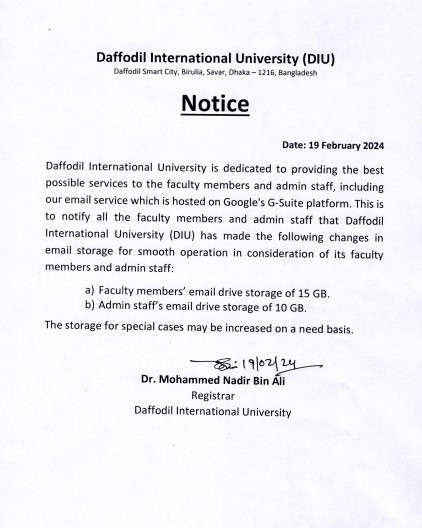 Daffodil International University (DIU)
Daffodil Smart City, Birulia, Savar, Dhaka – 1216, Bangladesh
Notice
Date: 19 February 2024
Daffodil International University is dedicated to providing the best
possible services to the faculty members and admin staff, including
our email service which is hosted on Google's G-Suite platform. This is
to notify all the faculty members and admin staff that Daffodil
International University (DIU) has made the following changes in
email storage for smooth operation in consideration of its faculty
members and admin staff:
a) Faculty members' email drive storage of 15 GB.
b) Admin staff's email drive storage of 10 GB.
The storage for special cases may be increased on a need basis.
19/02/24
Dr. Mohammed Nadir Bin Ali
Registrar
Daffodil International University